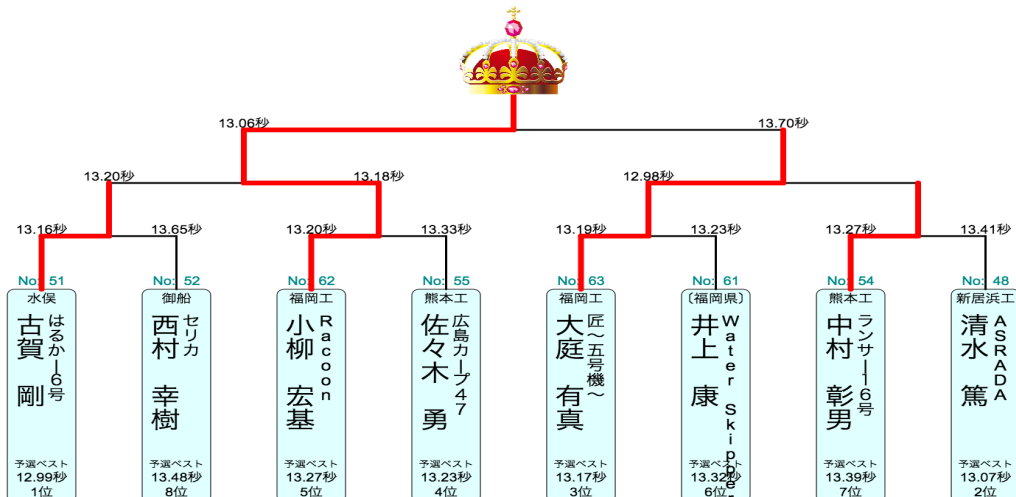 13.06秒
13.70秒
13.20秒
13.18秒
12.98秒
13.16秒
13.65秒
13.20秒
13.33秒
13.19秒
13.23秒
13.27秒
13.41秒
No: 51
水俣
古賀 剛
はるかー6号
予選ベスト
12.99秒
1位
No: 52
御船
西村 幸樹
セリカ
予選ベスト
13.48秒
8位
No: 62
福岡工
小柳 宏基
Racoon
予選ベスト
13.27秒
5位
No: 55
熊本工
佐々木 勇
広島カープ47
予選ベスト
13.23秒
4位
No: 63
福岡工
大庭 有真
匠～五号機～
予選ベスト
13.17秒
3位
No: 61
〔福岡県〕
井上 康
Water Skipper
予選ベスト
13.32秒
6位
No: 54
熊本工
中村 彰男
ランサーー6号
予選ベスト
13.39秒
7位
No: 48
新居浜工
清水 篤
ASRADA
予選ベスト
13.07秒
2位